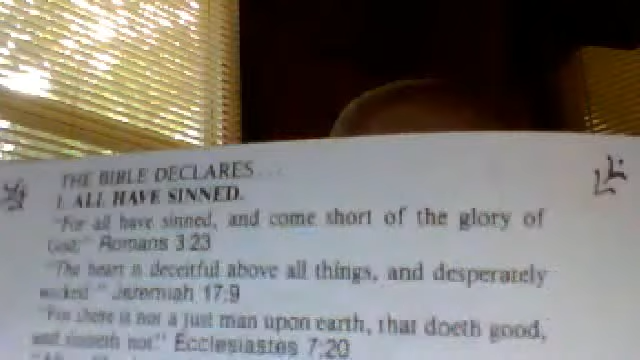 THE BIBLE DECLARES...
1. ALL HAVE SINNED.
"For all have sinned, and come short of the glory of
God;" Romans 3:23
"The heart is deceitful above all things, and desperately
wicked:" Jeremiah 17:9
"For there is not a just man upon earth, that doeth good,
and sinneth not." Ecclesiastes 7:20